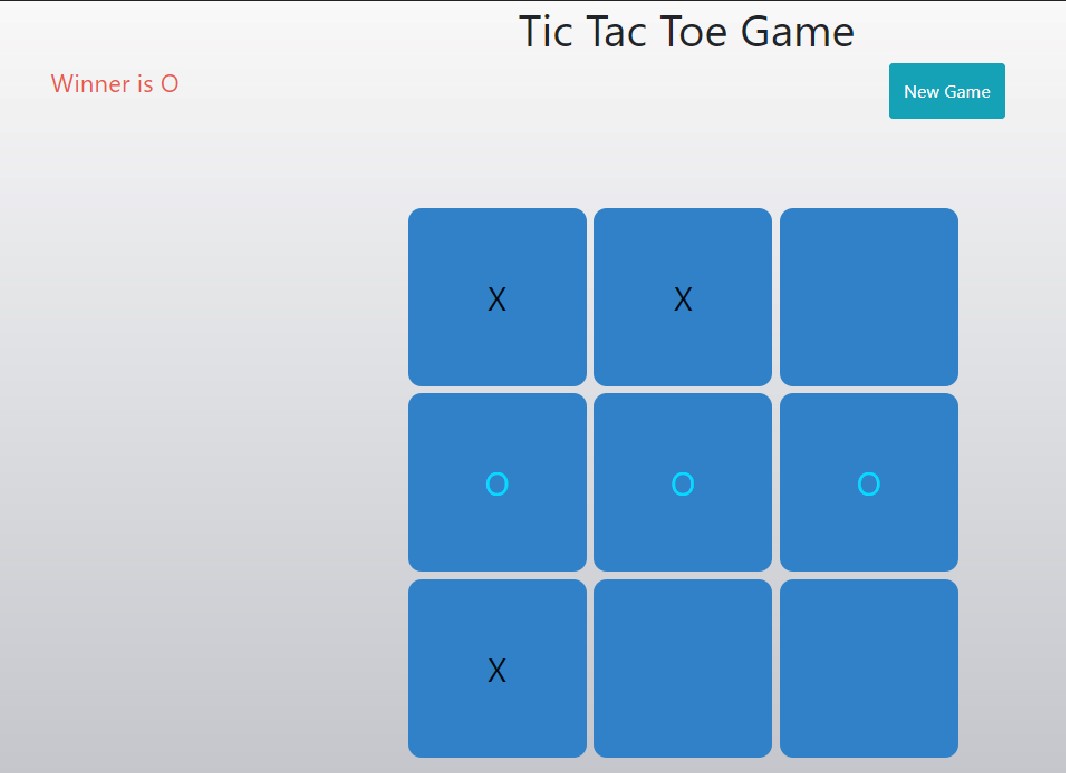 Tic Tac Toe Game
Winner is O
New Game
X X
O O O
X